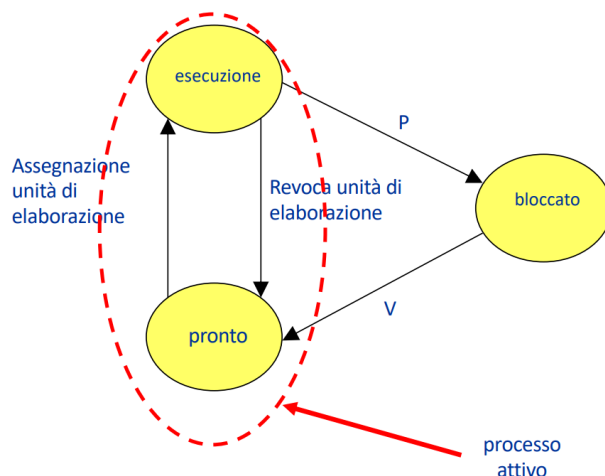 esecuzione
P
Assegnazione
unità di
elaborazione
Revoca unità di
elaborazione
bloccato
V
pronto
processo
attivo